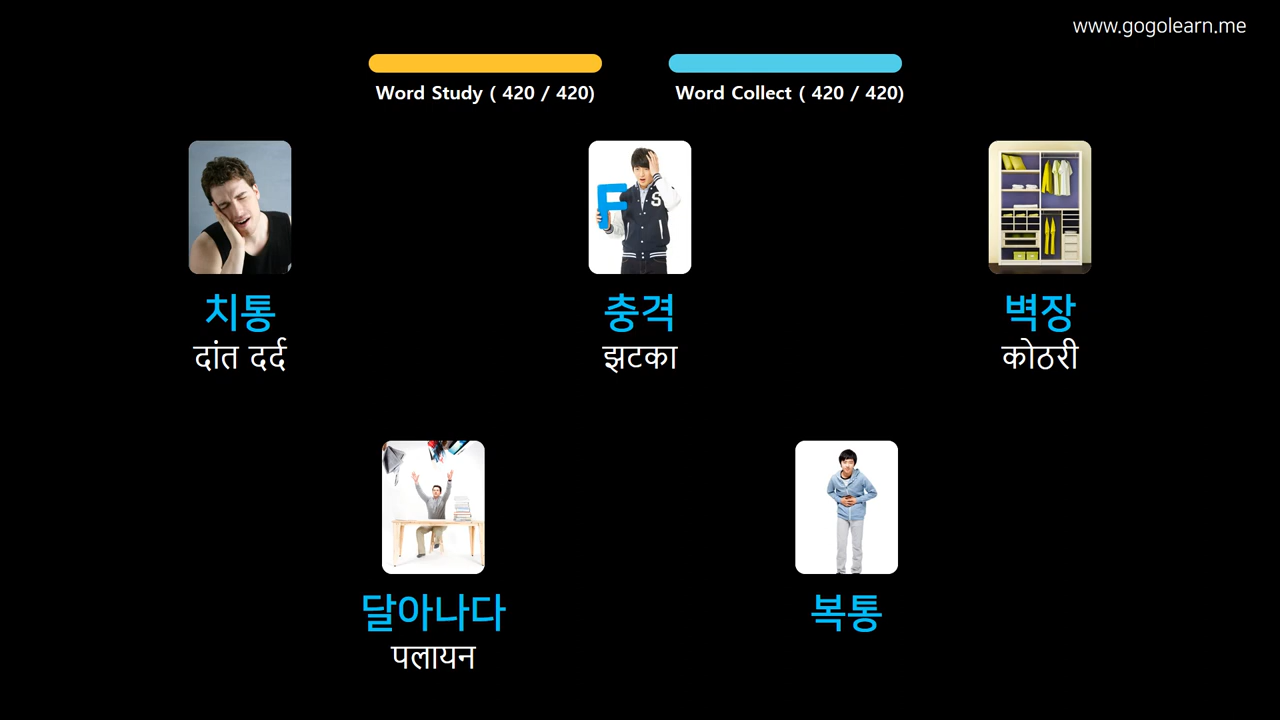 www.gogolearn.me
Word Study ( 420 / 420)
Word Collect ( 420 / 420)
치통
दांत दर्द
충격
झटका
벽장
कोठरी
달아나다
पलायन
복통